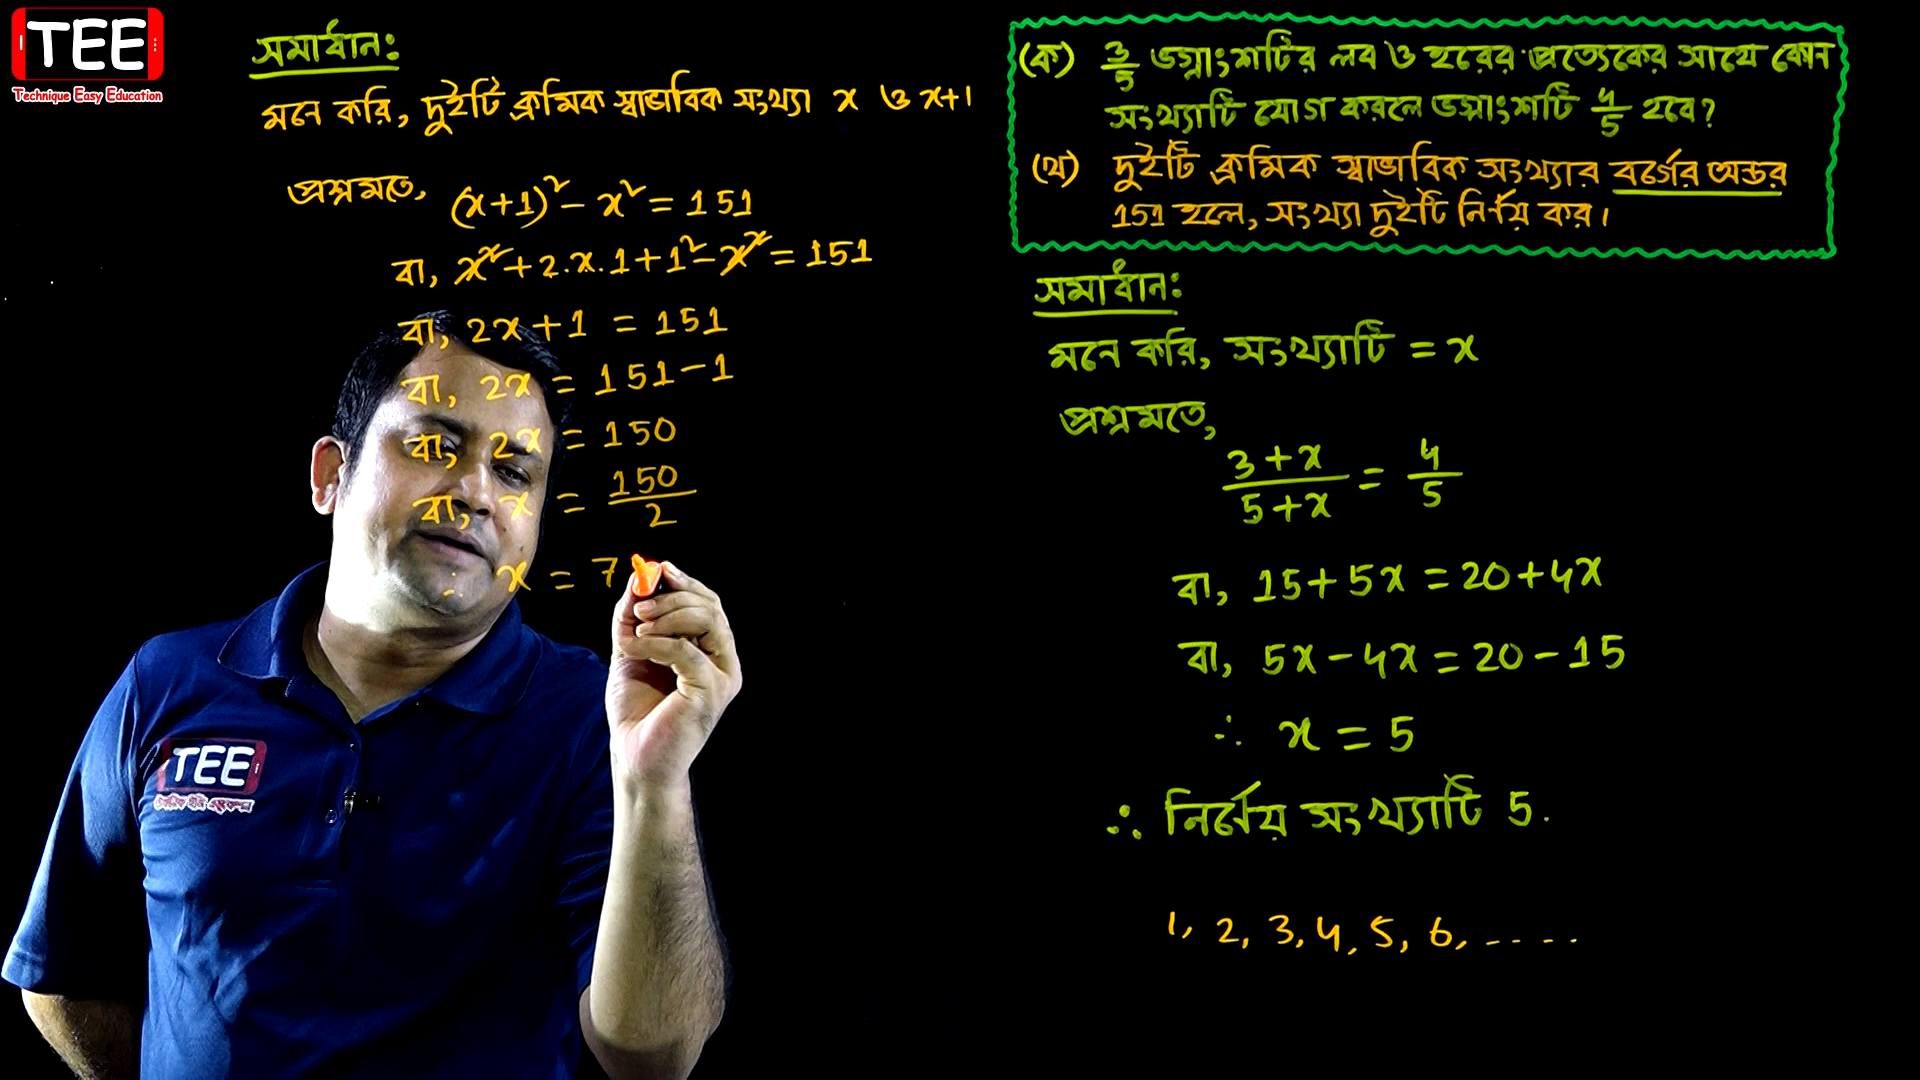 TEE
Technique Easy Education
সমাধান:
মনে করি, দুইটি ক্রমিক স্বাভাবিক সংখ্যা x ও x+1
প্রশ্নমতে, (x+1)² − x² = 151
বা, x² + 2.x.1 + 1² − x² = 151
বা, 2x + 1 = 151
বা, 2x = 151 − 1
বা, 2x = 150
বা, x = 150/2
∴ x = 7
TEE
(ক) 3/5 ভগ্নাংশটির লব ও হরের প্রত্যেকের সাথে কোন
সংখ্যাটি যোগ করলে ভগ্নাংশটি 4/5 হবে?
(খ) দুইটি ক্রমিক স্বাভাবিক সংখ্যার বর্গের অন্তর
151 হলে, সংখ্যা দুইটি নির্ণয় কর।
সমাধান:
মনে করি, সংখ্যাটি = x
প্রশ্নমতে,
3+x/5+x = 4/5
বা, 15 + 5x = 20 + 4x
বা, 5x − 4x = 20 − 15
∴ x = 5
∴ নির্ণেয় সংখ্যাটি 5.
1, 2, 3, 4, 5, 6, .....